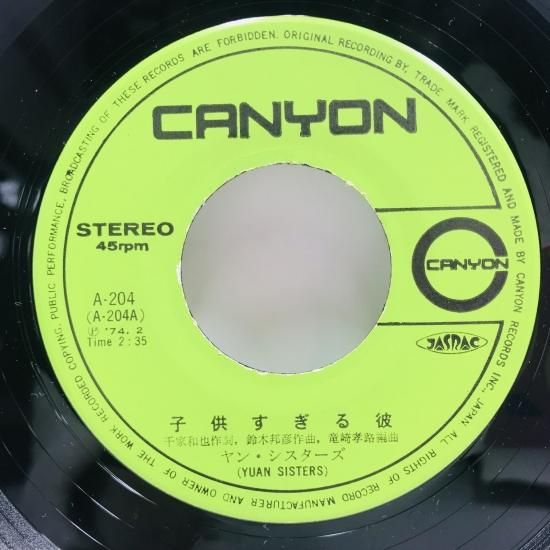 ALL RIGHTS OF RECORD MANUFACTURER AND OWNER OF THE WORK RECORDED COPYING, PUBLIC PERFORMANCE, BROADCASTING OF THESE RECORDS ARE FORBIDDEN. ORIGINAL RECORDING BY, TRADE MARK REGISTERED AND MADE BY CANYON RECORDS INC., JAPAN
CANYON
STEREO
45rpm
CANYON
A-204
(A-204A)
Ⓟ '74. 2
Time 2:35
JASRAC
子供すぎる彼
千家和也作詞, 鈴木邦彦作曲, 竜崎孝路編曲
ヤン・シスターズ
(YUAN SISTERS)